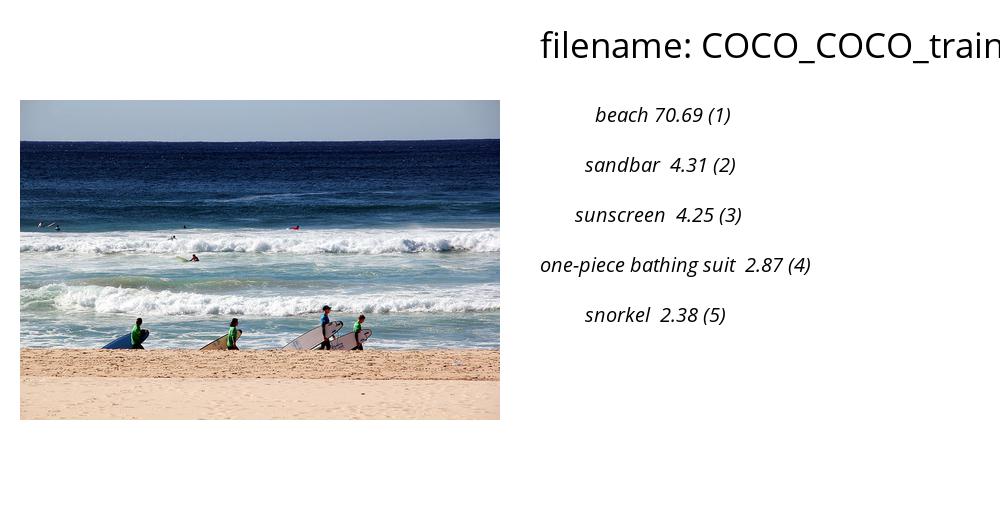 filename: COCO_COCO_train
beach 70.69 (1)
sandbar 4.31 (2)
sunscreen 4.25 (3)
one-piece bathing suit 2.87 (4)
snorkel 2.38 (5)